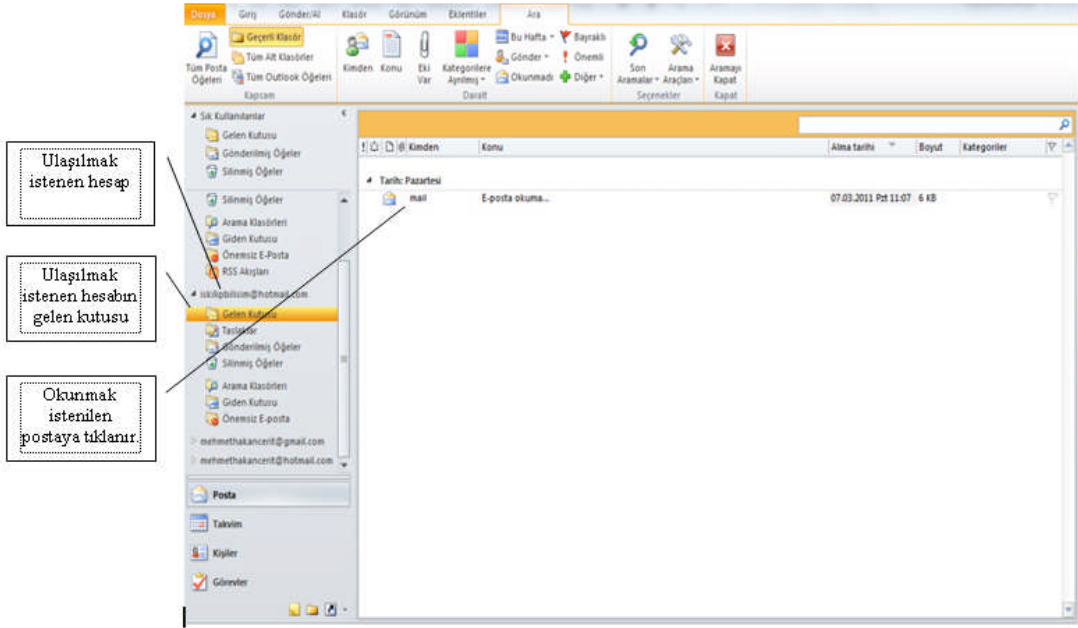 Dosya Giriş Gönder/Al Klasör Görünüm Eklentiler Ara
Tüm Posta Öğeleri
Geçerli Klasör
Tüm Alt Klasörler
Tüm Outlook Öğeleri
Kapsam
Kimden
Konu
Eki Var
Kategorilere Ayrılmış
Bu Hafta
Gönder
Okunmadı
Bayraklı
Önemli
Diğer
Daralt
Son Aramalar
Arama Araçları
Seçenekler
Aramayı Kapat
Kapat
Ulaşılmak
istenen hesap
Ulaşılmak
istenen hesabın
gelen kutusu
Okunmak
istenilen
postaya tıklanır.
Sık Kullanılanlar
Gelen Kutusu
Gönderilmiş Öğeler
Silinmiş Öğeler
Silinmiş Öğeler
Arama Klasörleri
Giden Kutusu
Önemsiz E-Posta
RSS Akışları
iskilipbilisim@hotmail.com
Gelen Kutusu
Taslaklar
Gönderilmiş Öğeler
Silinmiş Öğeler
Arama Klasörleri
Giden Kutusu
Önemsiz E-posta
mehmethakancerit@gmail.com
mehmethakancerit@hotmail.com
Posta
Takvim
Kişiler
Görevler
Kimden Konu Alma tarihi Boyut Kategoriler
Tarih: Pazartesi
mail E-posta okuma... 07.03.2011 Pzt 11:07 6 KB